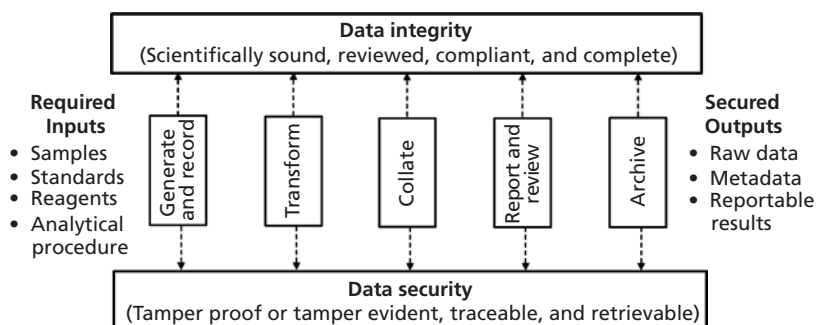 Data integrity
(Scientifically sound, reviewed, compliant, and complete)
Required
Inputs
• Samples
• Standards
• Reagents
• Analytical
procedure
Generate
and record
Transform
Collate
Report and
review
Archive
Secured
Outputs
• Raw data
• Metadata
• Reportable
results
Data security
(Tamper proof or tamper evident, traceable, and retrievable)